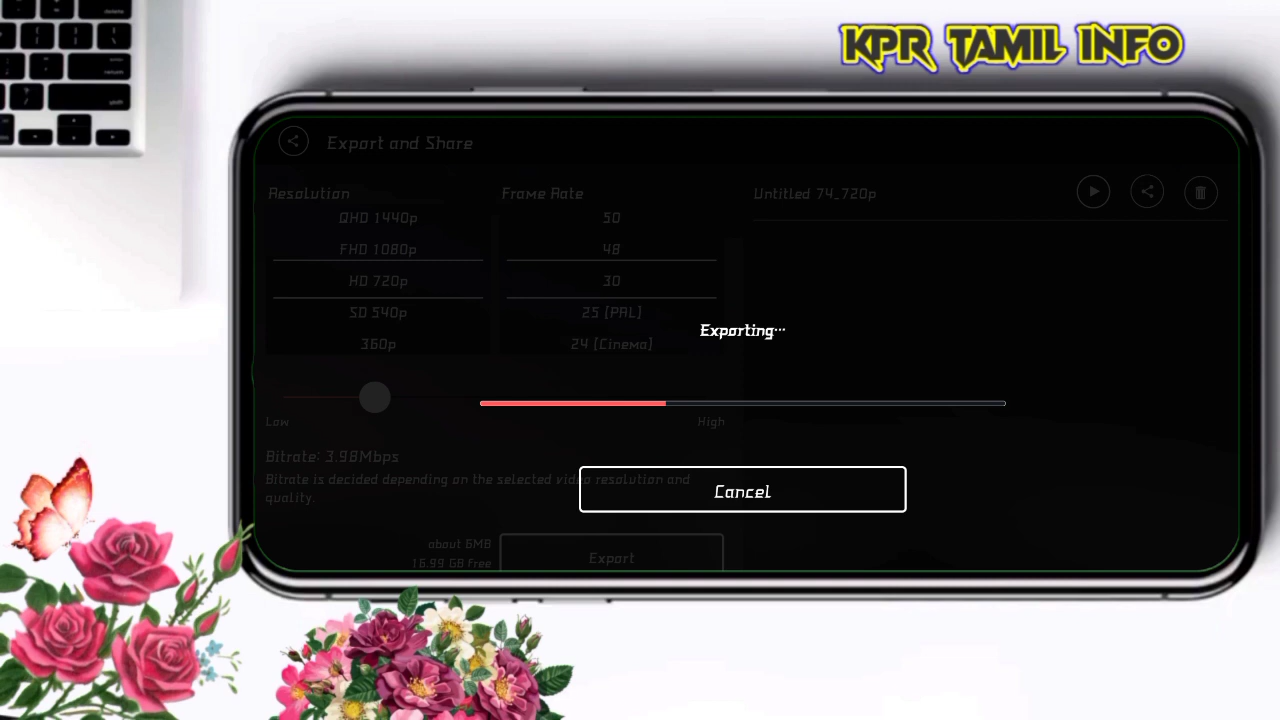 KPR TAMIL INFO
Export and Share
Resolution
QHD 1440p
FHD 1080p
HD 720p
SD 540p
360p
Frame Rate
50
48
30
25 (PAL)
24 (Cinema)
Untitled 74_720p
Exporting...
Low
High
Bitrate: 3.98Mbps
Bitrate is decided depending on the selected video resolution and
quality.
Cancel
about 6MB
16.99 GB Free
Export